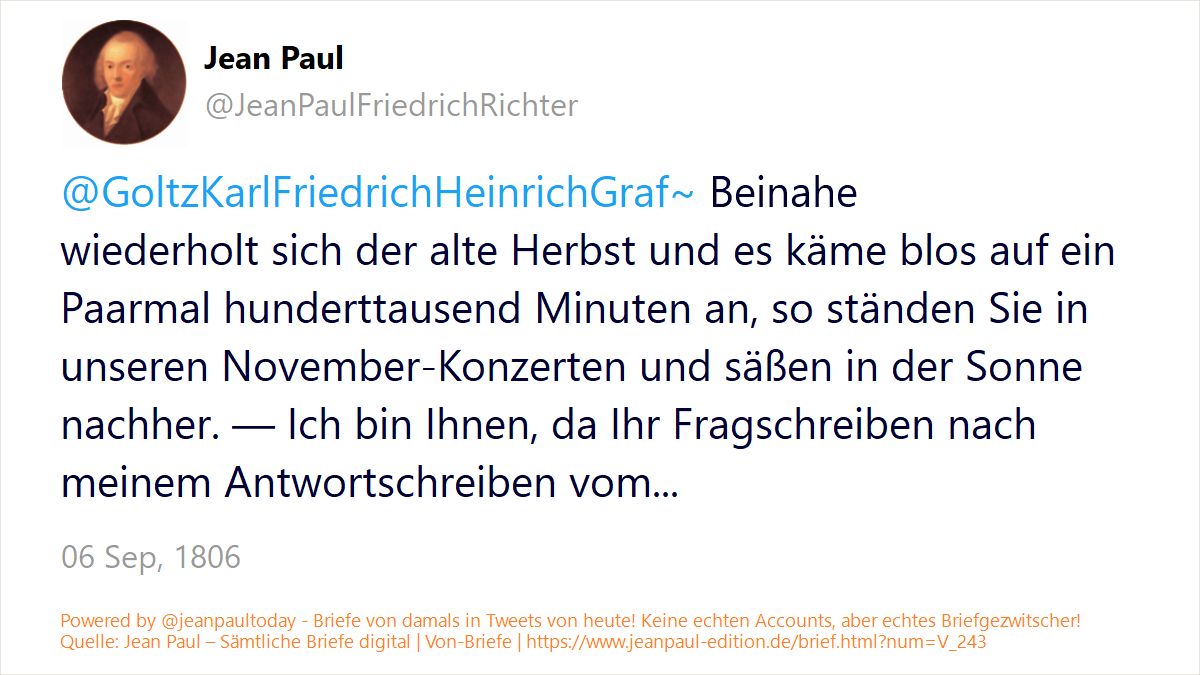 Jean Paul
@JeanPaulFriedrichRichter
@GoltzKarlFriedrichHeinrichGraf~ Beinahe
wiederholt sich der alte Herbst und es käme blos auf ein
Paarmal hunderttausend Minuten an, so ständen Sie in
unseren November-Konzerten und säßen in der Sonne
nachher. — Ich bin Ihnen, da Ihr Fragschreiben nach
meinem Antwortschreiben vom...
06 Sep, 1806
Powered by @jeanpaultoday - Briefe von damals in Tweets von heute! Keine echten Accounts, aber echtes Briefgezwitscher!
Quelle: Jean Paul – Sämtliche Briefe digital | Von-Briefe | https://www.jeanpaul-edition.de/brief.html?num=V_243